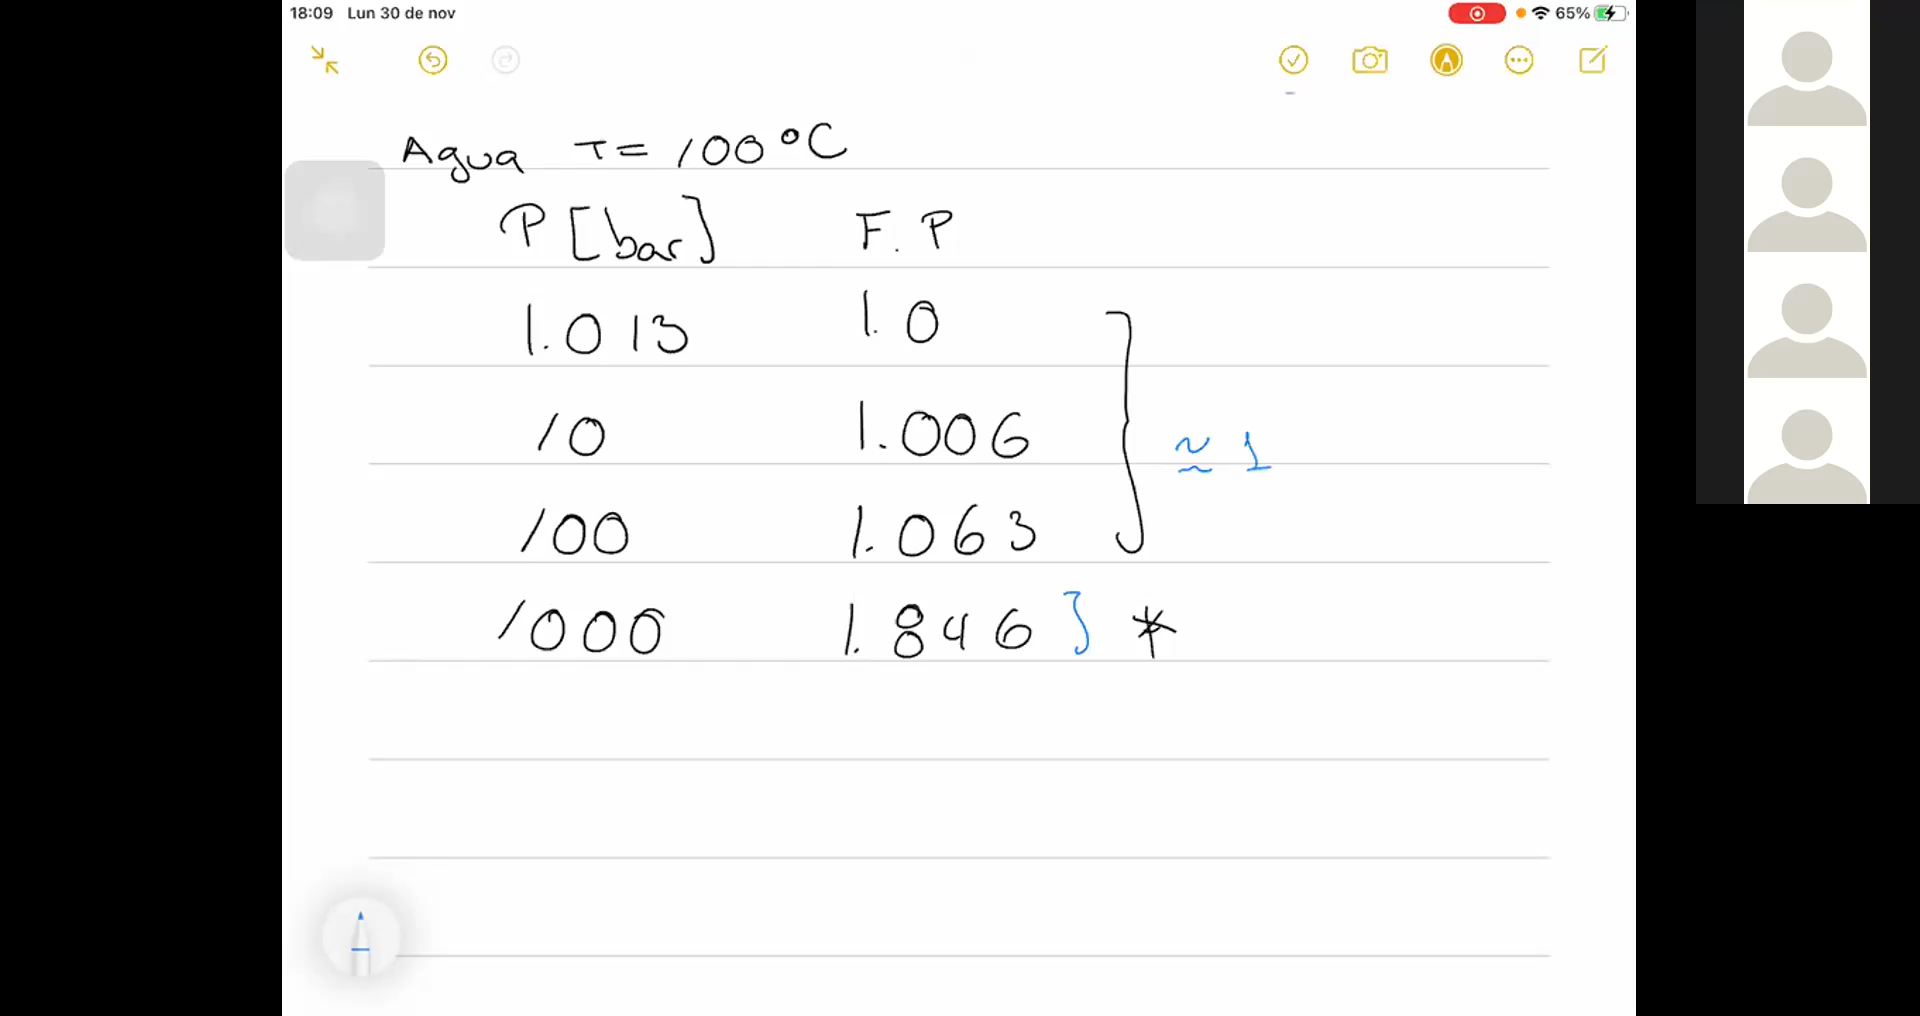 18:09 Lun 30 de nov 65%
Agua T= 100 °C
P [bar] F.P
1.013 1.0
10 1.006
≈ 1
100 1.063
1000 1.846 } *